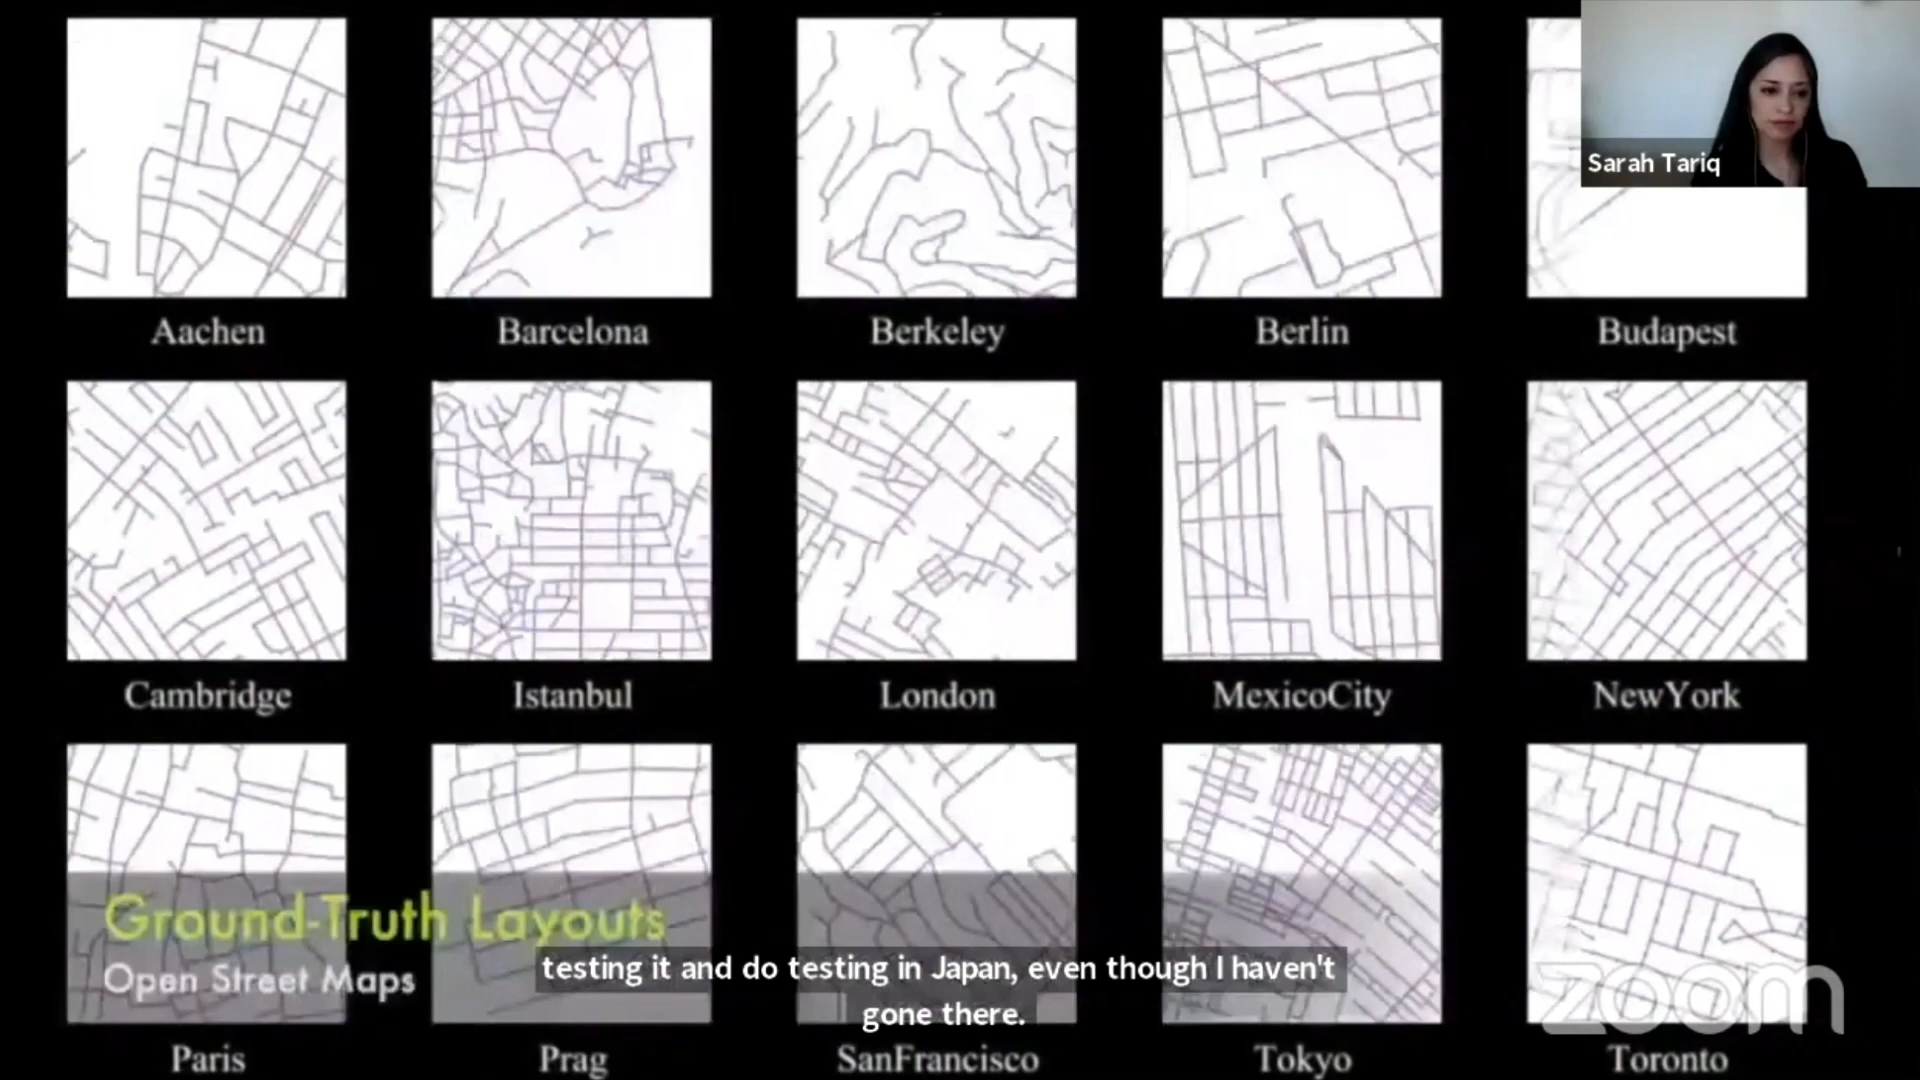 Sarah Tariq
Aachen
Barcelona
Berkeley
Berlin
Budapest
Cambridge
Istanbul
London
MexicoCity
NewYork
Ground-Truth Layouts
Open Street Maps
testing it and do testing in Japan, even though I haven't
gone there.
zoom
Paris
Prag
SanFrancisco
Tokyo
Toronto